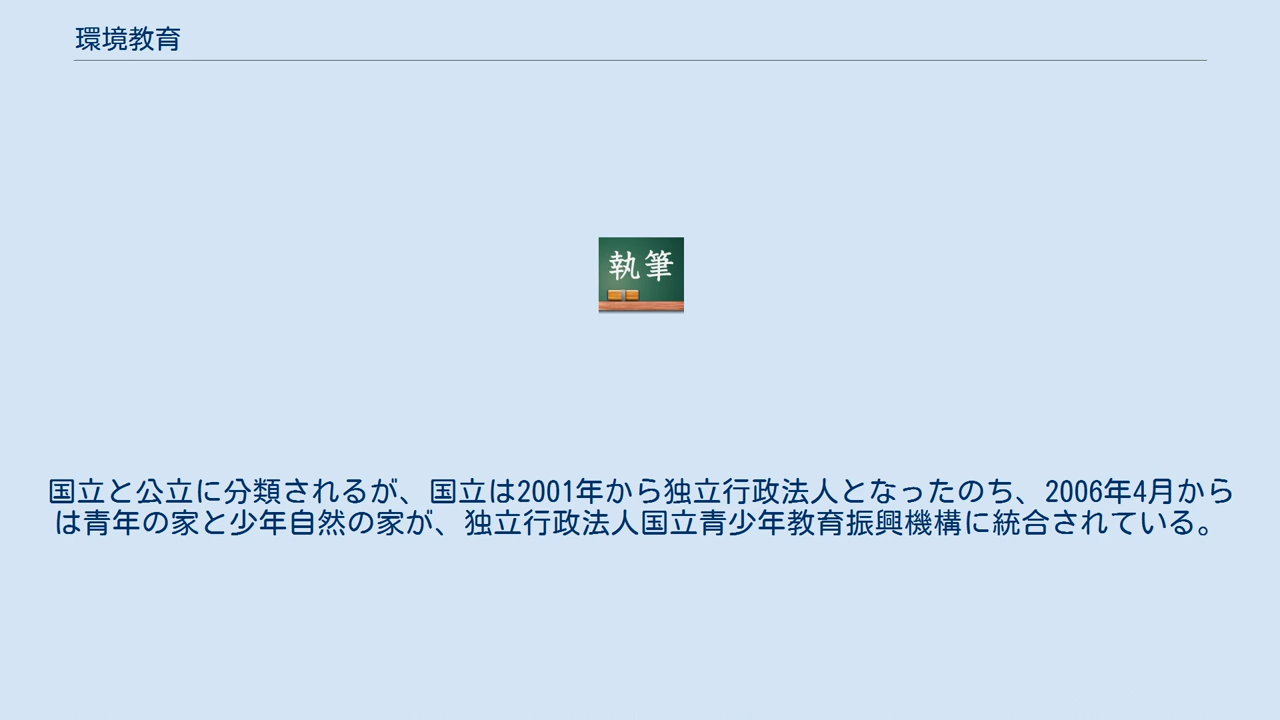 環境教育
執筆
国立と公立に分類されるが、国立は2001年から独立行政法人となったのち、2006年4月から
は青年の家と少年自然の家が、独立行政法人国立青少年教育振興機構に統合されている。